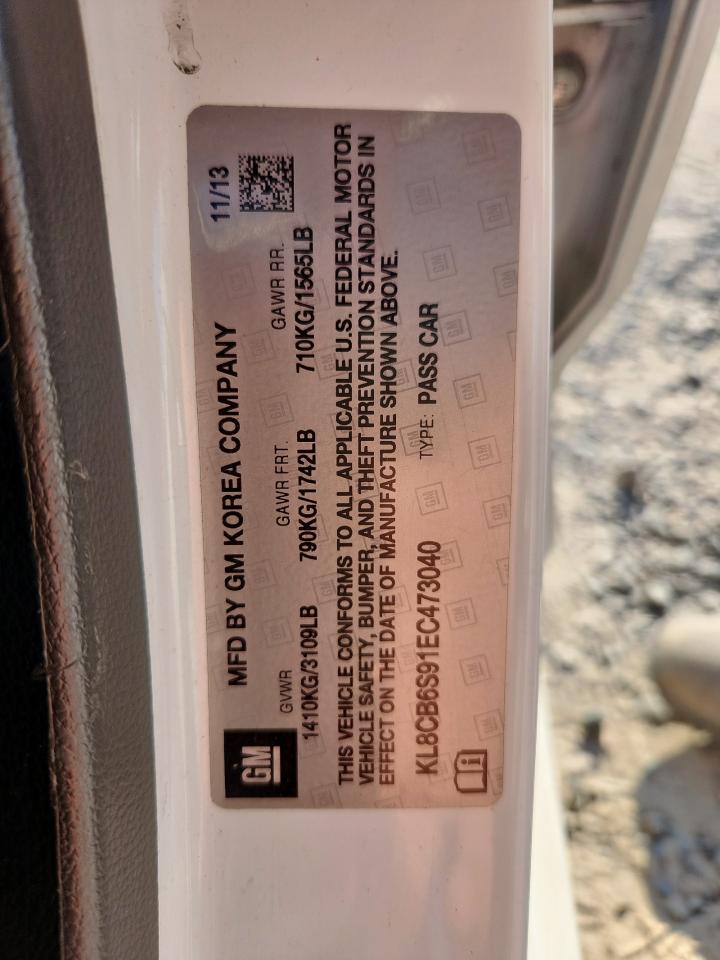 GM
MFD BY GM KOREA COMPANY 11/13
GVWR GAWR FRT. GAWR RR.
1410KG/3109LB 790KG/1742LB 710KG/1565LB
THIS VEHICLE CONFORMS TO ALL APPLICABLE U.S. FEDERAL MOTOR
VEHICLE SAFETY, BUMPER, AND THEFT PREVENTION STANDARDS IN
EFFECT ON THE DATE OF MANUFACTURE SHOWN ABOVE.
KL8CB6S91EC473040 TYPE: PASS CAR